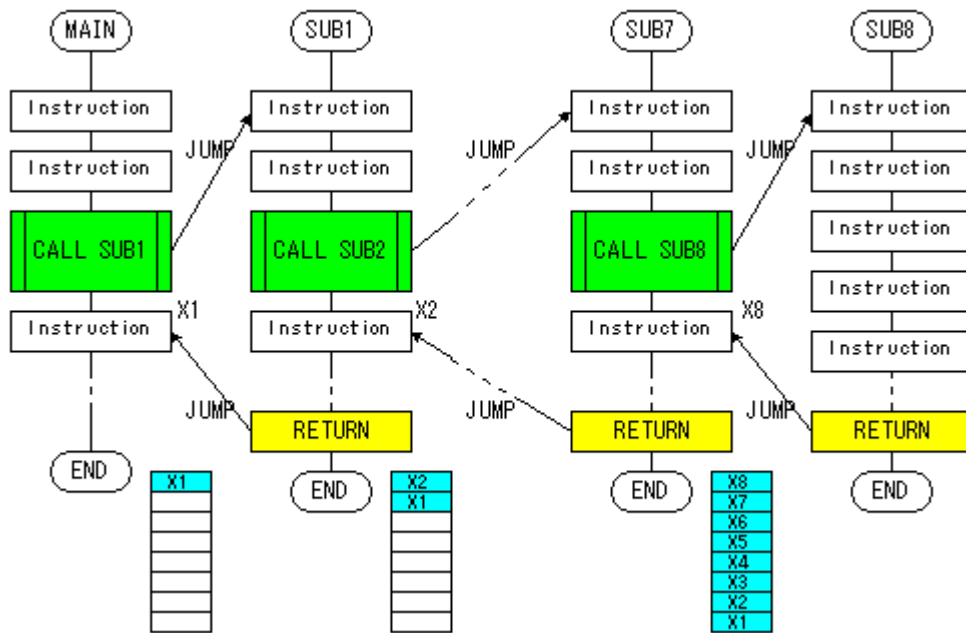 MAIN
Instruction
Instruction
CALL SUB1
X1
Instruction
END
JUMP
JUMP
SUB1
Instruction
Instruction
CALL SUB2
X2
Instruction
RETURN
END
JUMP
JUMP
SUB7
Instruction
Instruction
CALL SUB8
X8
Instruction
RETURN
END
JUMP
JUMP
SUB8
Instruction
Instruction
Instruction
Instruction
Instruction
RETURN
END
X1
X2
X1
X8
X7
X6
X5
X4
X3
X2
X1